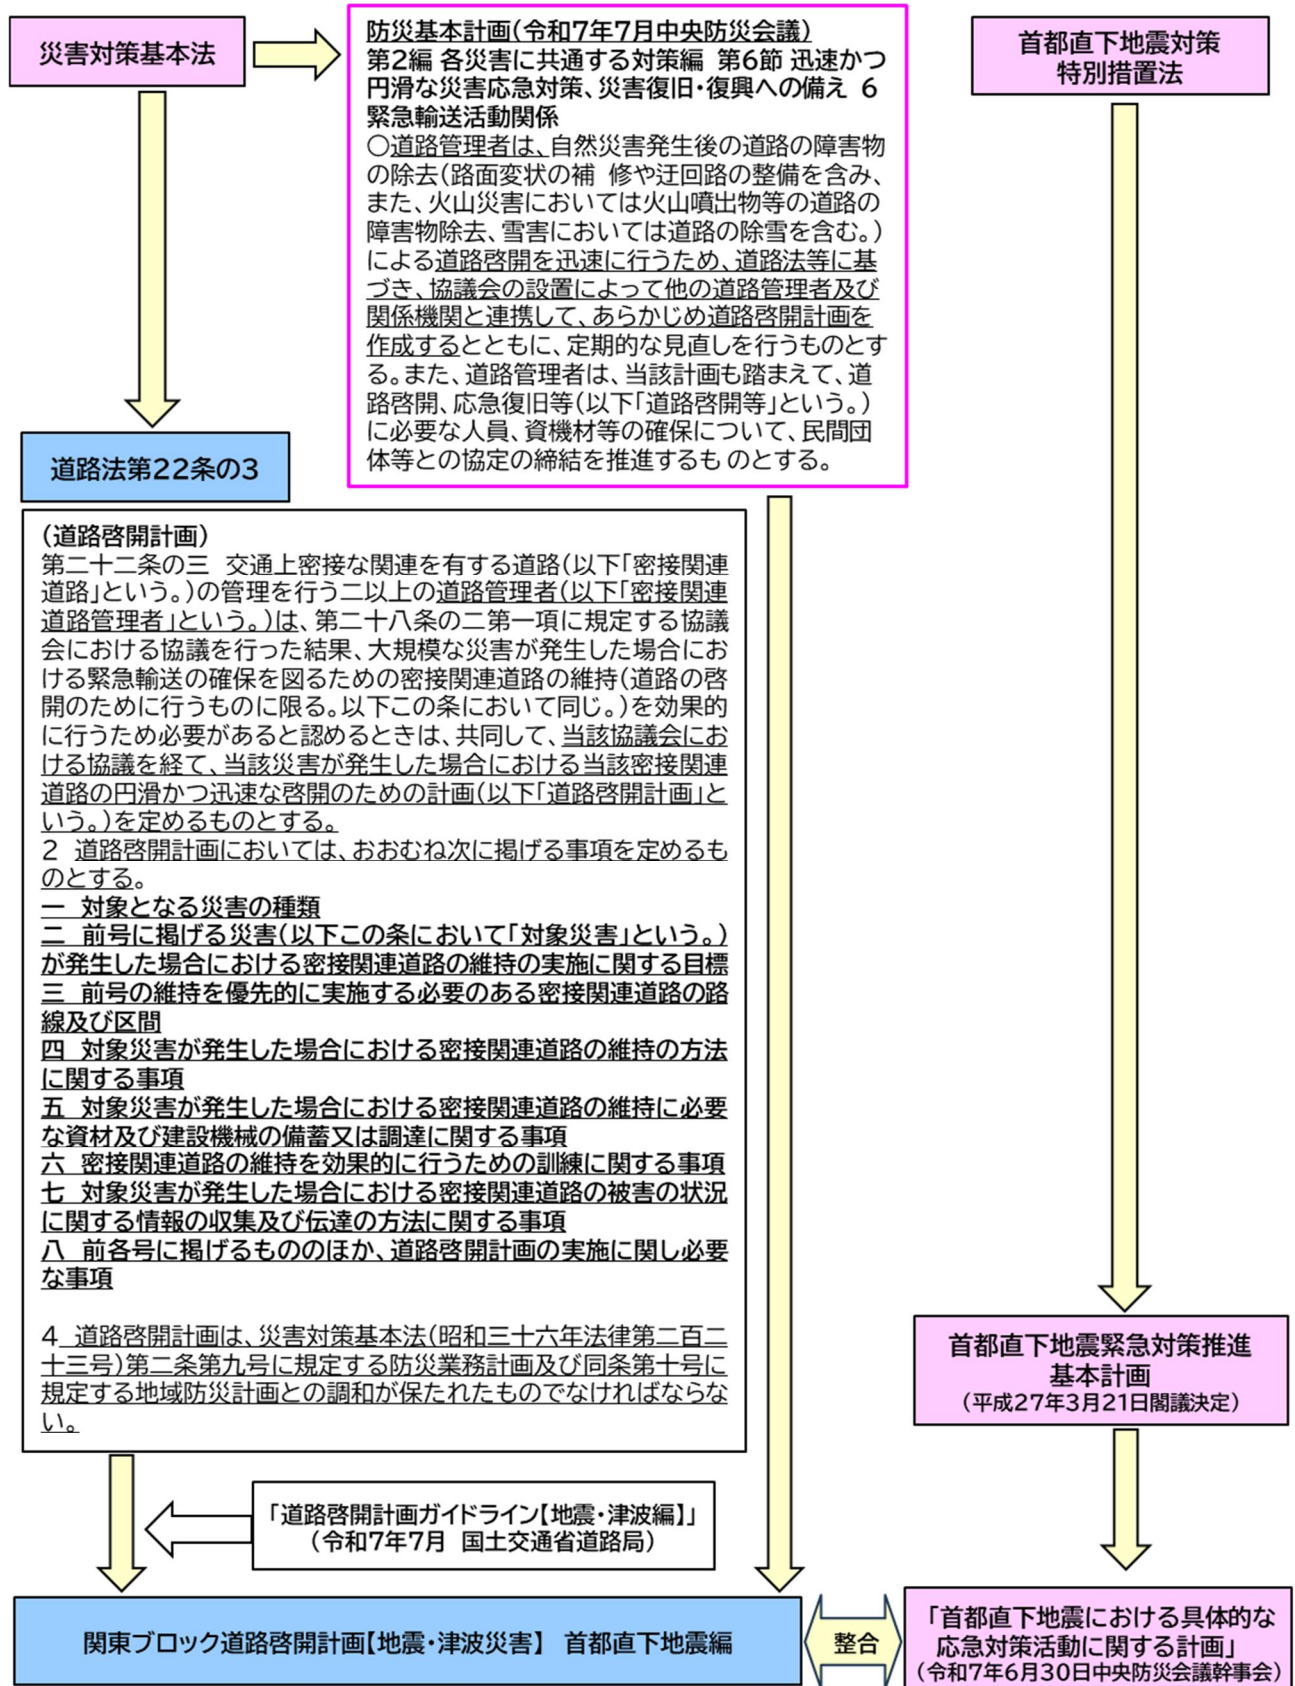 災害対策基本法
防災基本計画(令和7年7月中央防災会議)
第2編 各災害に共通する対策編 第6節 迅速かつ
円滑な災害応急対策、災害復旧・復興への備え 6
緊急輸送活動関係
○道路管理者は、自然災害発生後の道路の障害物
の除去(路面変状の補 修や迂回路の整備を含み、
また、火山災害においては火山噴出物等の道路の
障害物除去、雪害においては道路の除雪を含む。)
による道路啓開を迅速に行うため、道路法等に基
づき、協議会の設置によって他の道路管理者及び
関係機関と連携して、あらかじめ道路啓開計画を
作成するとともに、定期的な見直しを行うものとす
る。また、道路管理者は、当該計画も踏まえて、道
路啓開、応急復旧等(以下「道路啓開等」という。)
に必要な人員、資機材等の確保について、民間団
体等との協定の締結を推進するも のとする。
首都直下地震対策
特別措置法
道路法第22条の3
(道路啓開計画)
第二十二条の三 交通上密接な関連を有する道路(以下「密接関連
道路」という。)の管理を行う二以上の道路管理者(以下「密接関連
道路管理者」という。)は、第二十八条の二第一項に規定する協議
会における協議を行った結果、大規模な災害が発生した場合にお
ける緊急輸送の確保を図るための密接関連道路の維持(道路の啓
開のために行うものに限る。以下この条において同じ。)を効果的
に行うため必要があると認めるときは、共同して、当該協議会にお
ける協議を経て、当該災害が発生した場合における当該密接関連
道路の円滑かつ迅速な啓開のための計画(以下「道路啓開計画」と
いう。)を定めるものとする。
2 道路啓開計画においては、おおむね次に掲げる事項を定めるも
のとする。
一 対象となる災害の種類
二 前号に掲げる災害(以下この条において「対象災害」という。)
が発生した場合における密接関連道路の維持の実施に関する目標
三 前号の維持を優先的に実施する必要のある密接関連道路の路
線及び区間
四 対象災害が発生した場合における密接関連道路の維持の方法
に関する事項
五 対象災害が発生した場合における密接関連道路の維持に必要
な資材及び建設機械の備蓄又は調達に関する事項
六 密接関連道路の維持を効果的に行うための訓練に関する事項
七 対象災害が発生した場合における密接関連道路の被害の状況
に関する情報の収集及び伝達の方法に関する事項
八 前各号に掲げるもののほか、道路啓開計画の実施に関し必要
な事項
4 道路啓開計画は、災害対策基本法(昭和三十六年法律第二百二
十三号)第二条第九号に規定する防災業務計画及び同条第十号に
規定する地域防災計画との調和が保たれたものでなければならな
い。
首都直下地震緊急対策推進
基本計画
(平成27年3月21日閣議決定)
「道路啓開計画ガイドライン【地震・津波編】」
(令和7年7月 国土交通省道路局)
関東ブロック道路啓開計画【地震・津波災害】 首都直下地震編
整合
「首都直下地震における具体的な
応急対策活動に関する計画」
(令和7年6月30日中央防災会議幹事会)